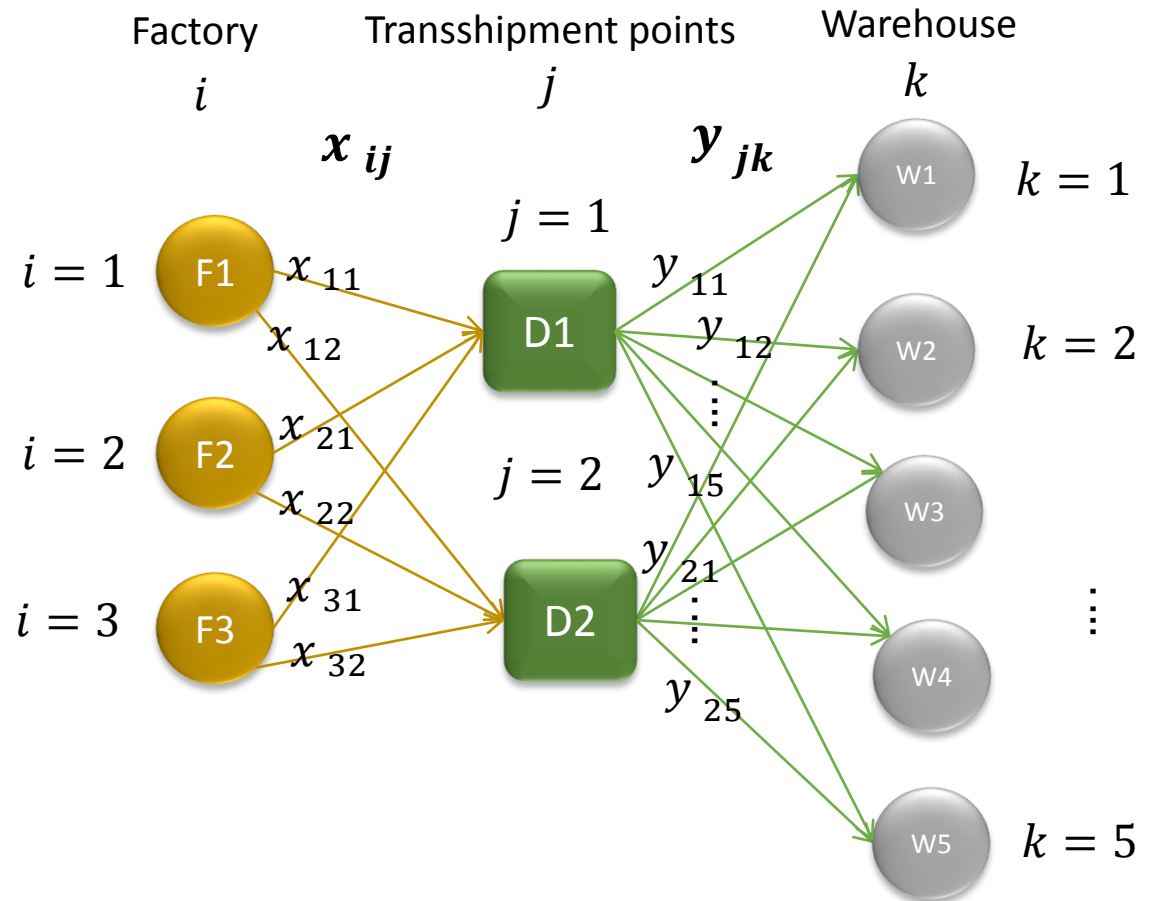 Factory
Transshipment points
Warehouse
i
j
k
x ij
y jk
W1
k = 1
j = 1
i = 1
F1
x 11
y 11
D1
x 12
y 12
W2
k = 2
⋮
i = 2
F2
x 21
j = 2
y 15
x 22
W3
y 21
i = 3
F3
x 31
D2
⋮
⋮
x 32
W4
y 25
W5
k = 5